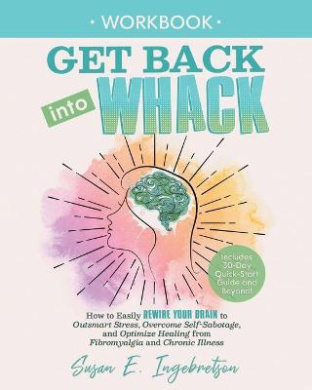 • WORKBOOK •
GET BACK
into WHACK
Includes
30-Day
Quick-Start
Guide and
Beyond!
How to Easily REWIRE YOUR BRAIN to
Outsmart Stress, Overcome Self-Sabotage,
and Optimize Healing from
Fibromyalgia and Chronic Illness
Susan E. Ingebretson